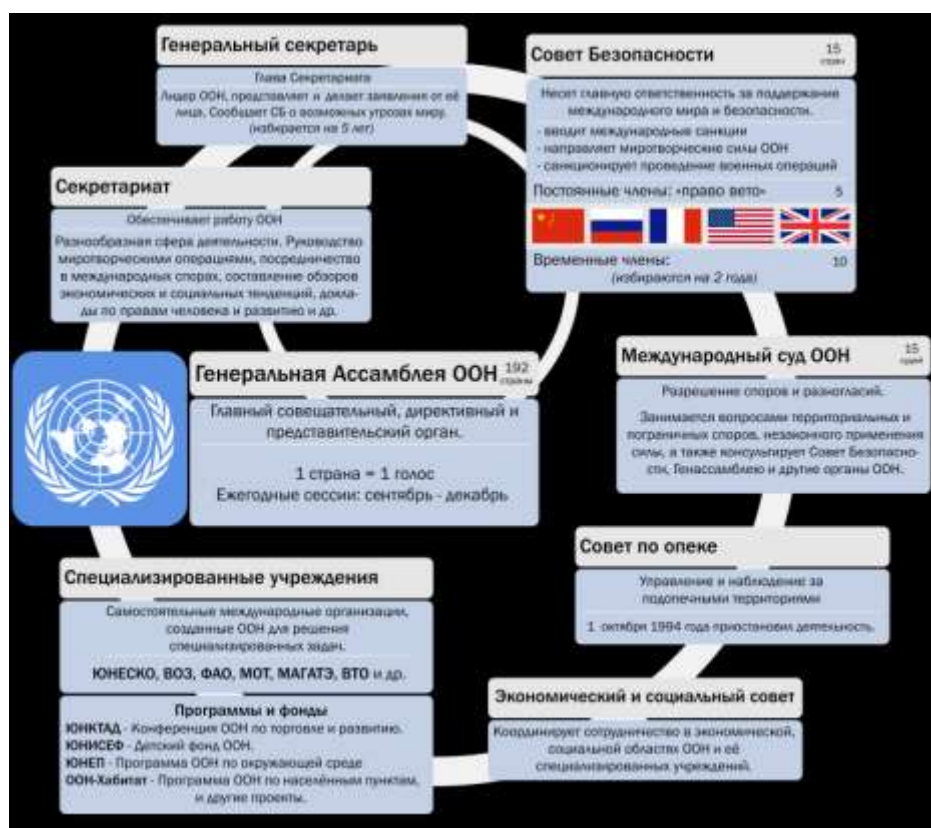 Генеральный секретарь
Глава Секретариата
Лидер ООН, представляет и делает заявления от её
лица, Сообщает СБ о возможных угрозах миру.
(избирается на 5 лет)
Совет Безопасности
15
стран
Несет главную ответственность за поддержание
международного мира и безопасности.
- вводит международные санкции
- направляет миротворческие силы ООН
- санкционирует проведение военных операций
Постоянные члены: «право вето» 5
Временные члены: 10
(избираются на 2 года)
Секретариат
Обеспечивает работу ООН
Разнообразная сфера деятельности. Руководство
миротворческими операциями, посредничество
в международных спорах, составление обзоров
экономических и социальных тенденций, докла-
ды по правам человека и развитию и др.
Генеральная Ассамблея ООН
192
страны
Главный совещательный, директивный и
представительский орган.
1 страна = 1 голос
Ежегодные сессии: сентябрь - декабрь
Международный суд ООН
15
судей
Разрешение споров и разногласий.
Занимается вопросами территориальных и
пограничных споров, незаконного применения
силы, а также консультирует Совет Безопасно-
сти, Генассамблею и другие органы ООН.
Совет по опеке
Управление и наблюдение за
подопечными территориями
1 октября 1994 года приостановил деятельность.
Специализированные учреждения
Самостоятельные международные организации,
созданные ООН для решения
специализированных задач.
ЮНЕСКО, ВОЗ, ФАО, МОТ, МАГАТЭ, ВТО и др.
Программы и фонды
ЮНКТАД - Конференция ООН по торговле и развитию.
ЮНИСЕФ - Детский фонд ООН.
ЮНЕП - Программа ООН по окружающей среде
ООН-Хабитат - Программа ООН по населённым пунктам,
и другие проекты.
Экономический и социальный совет
Координирует сотрудничество в экономической,
социальной областях ООН и её
специализированных учреждений.